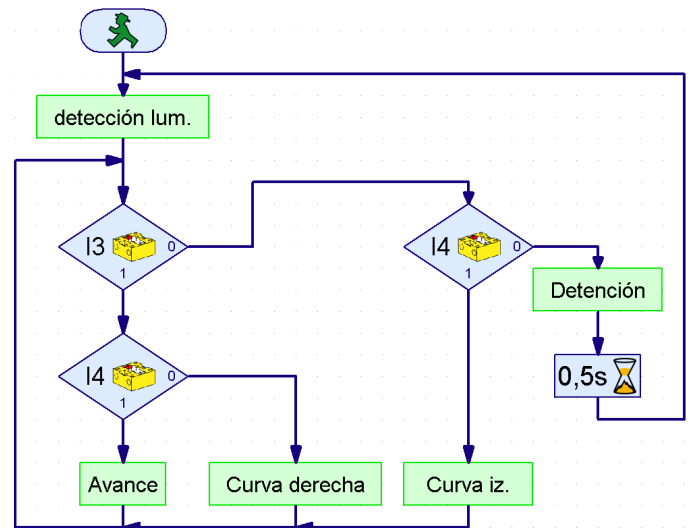 detección lum.
I3
0
1
I4
0
1
Detención
0,5s
I4
0
1
Avance
Curva derecha
Curva iz.